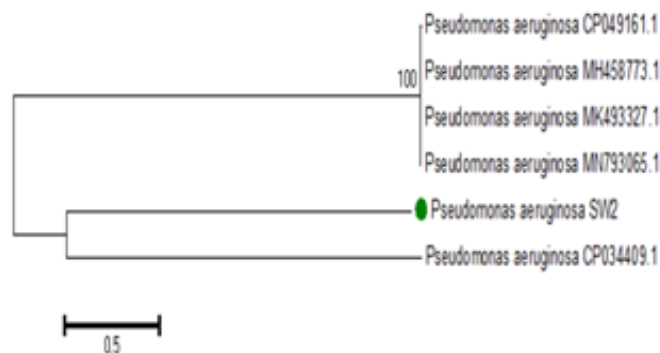 Pseudomonas aeruginosa CP049161.1
100
Pseudomonas aeruginosa MH458773.1
Pseudomonas aeruginosa MK493327.1
Pseudomonas aeruginosa MN793065.1
Pseudomonas aeruginosa SW2
Pseudomonas aeruginosa CP034409.1
0.5